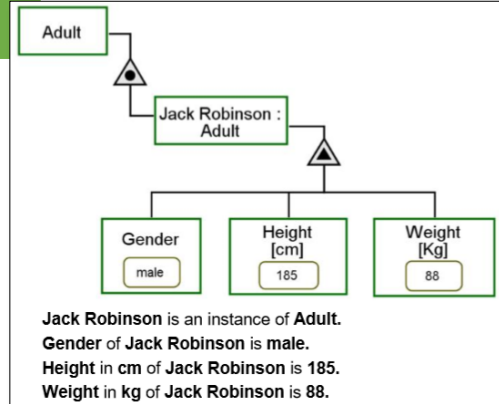 Adult
Jack Robinson :
Adult
Gender
male
Height
[cm]
185
Weight
[Kg]
88
Jack Robinson is an instance of Adult.
Gender of Jack Robinson is male.
Height in cm of Jack Robinson is 185.
Weight in kg of Jack Robinson is 88.